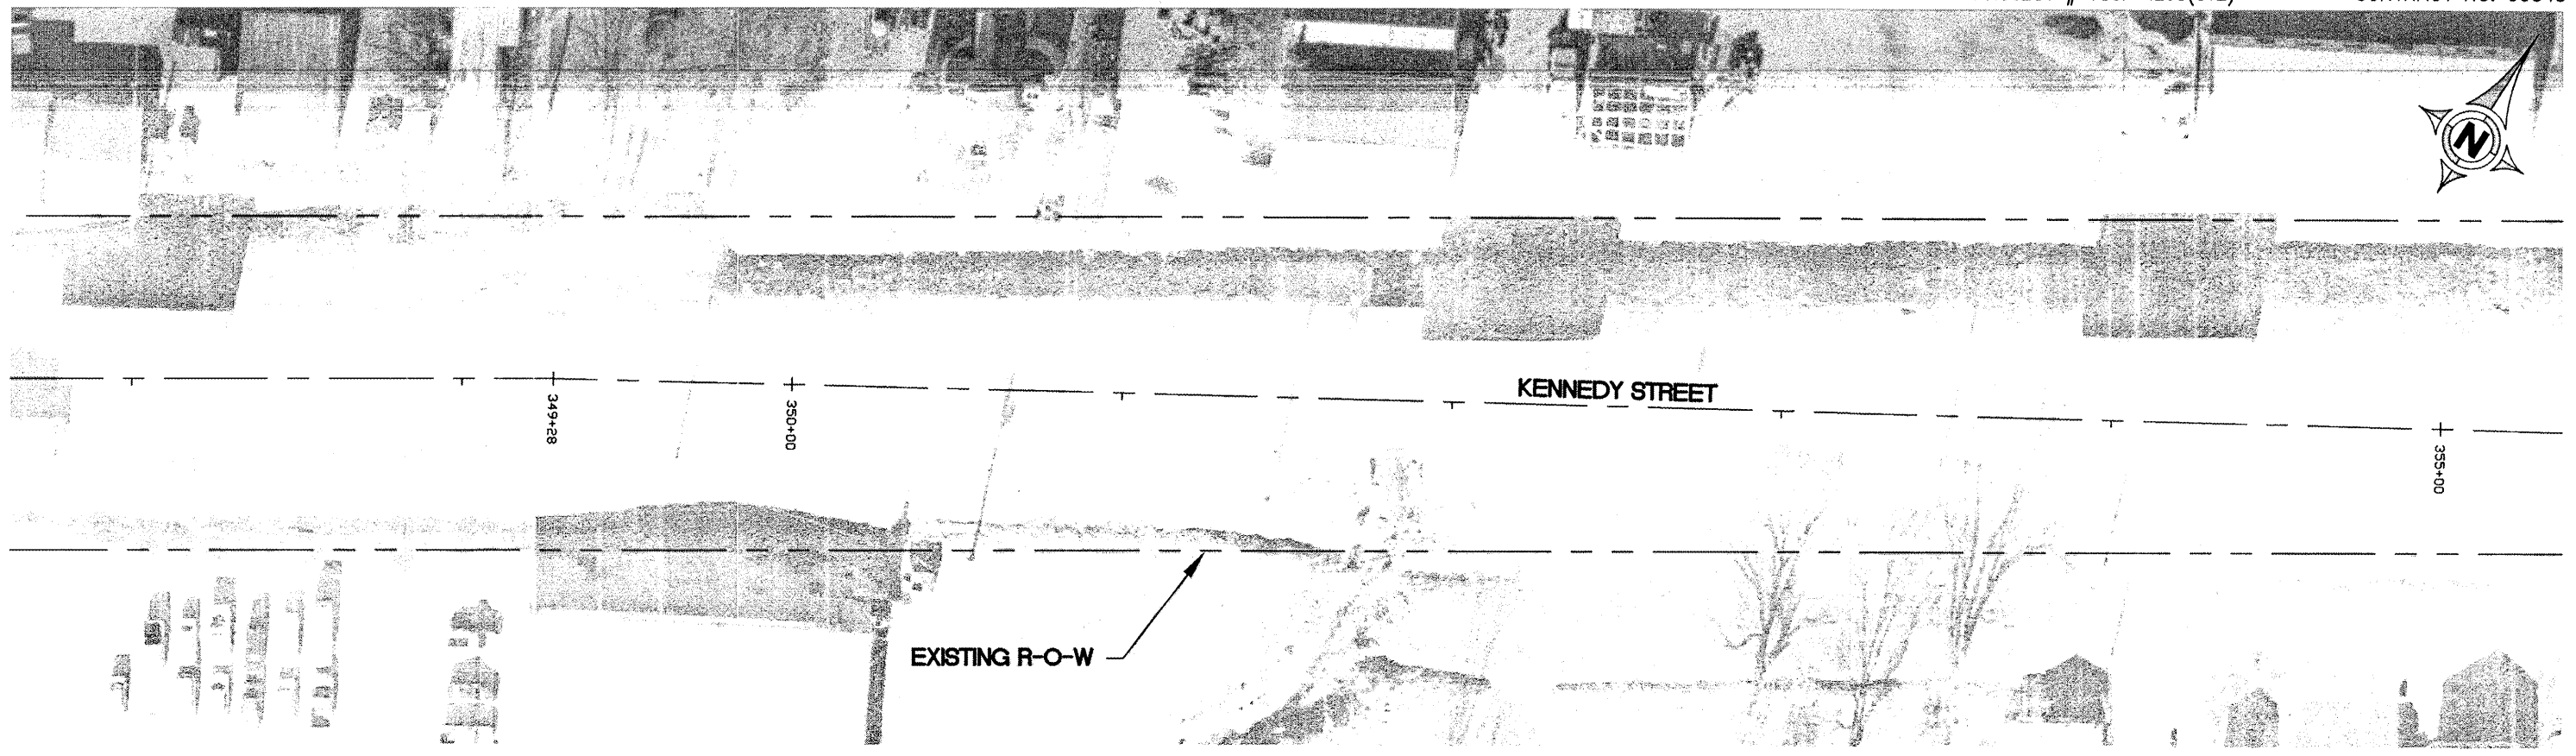 N
KENNEDY STREET
349+28
350+00
355+00
EXISTING R-O-W